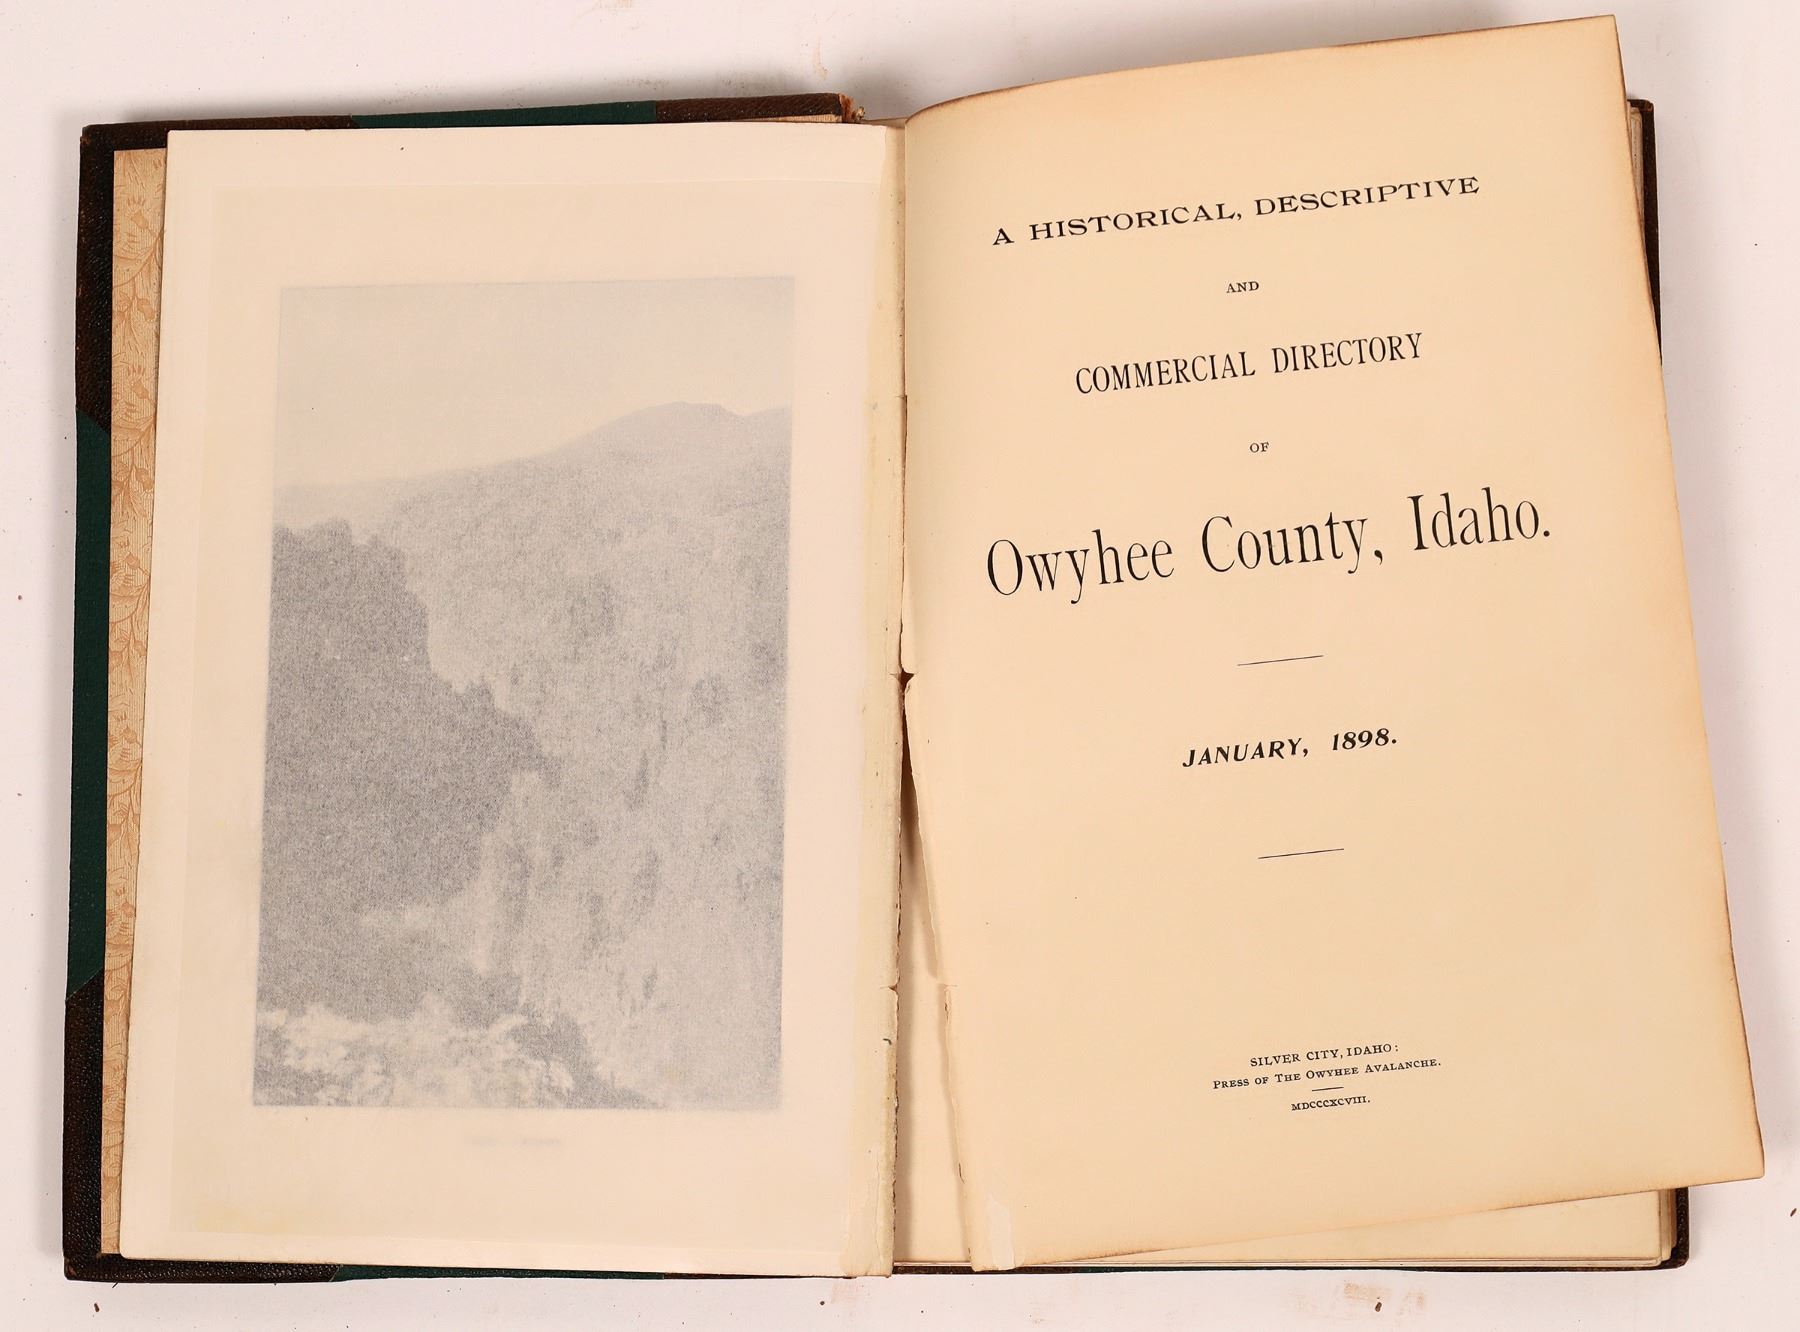 A HISTORICAL, DESCRIPTIVE
AND
COMMERCIAL DIRECTORY
OF
Owyhee County, Idaho.
JANUARY, 1898.
SILVER CITY, IDAHO:
PRESS OF THE OWYHEE AVALANCHE.
MDCCCXCVIII.